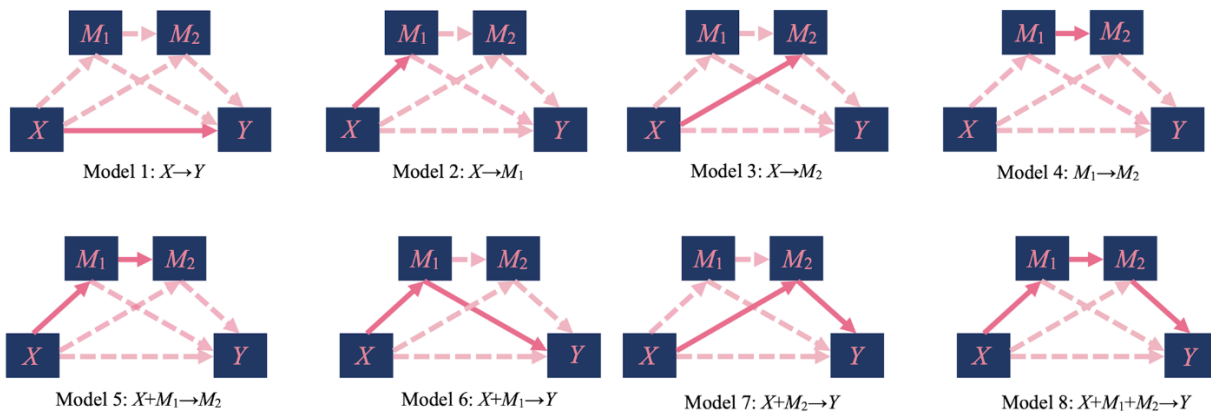 M₁ M₂
X Y
Model 1: X→Y
M₁ M₂
X Y
Model 2: X→M₁
M₁ M₂
X Y
Model 3: X→M₂
M₁ M₂
X Y
Model 4: M₁→M₂
M₁ M₂
X Y
Model 5: X+M₁→M₂
M₁ M₂
X Y
Model 6: X+M₁→Y
M₁ M₂
X Y
Model 7: X+M₂→Y
M₁ M₂
X Y
Model 8: X+M₁+M₂→Y